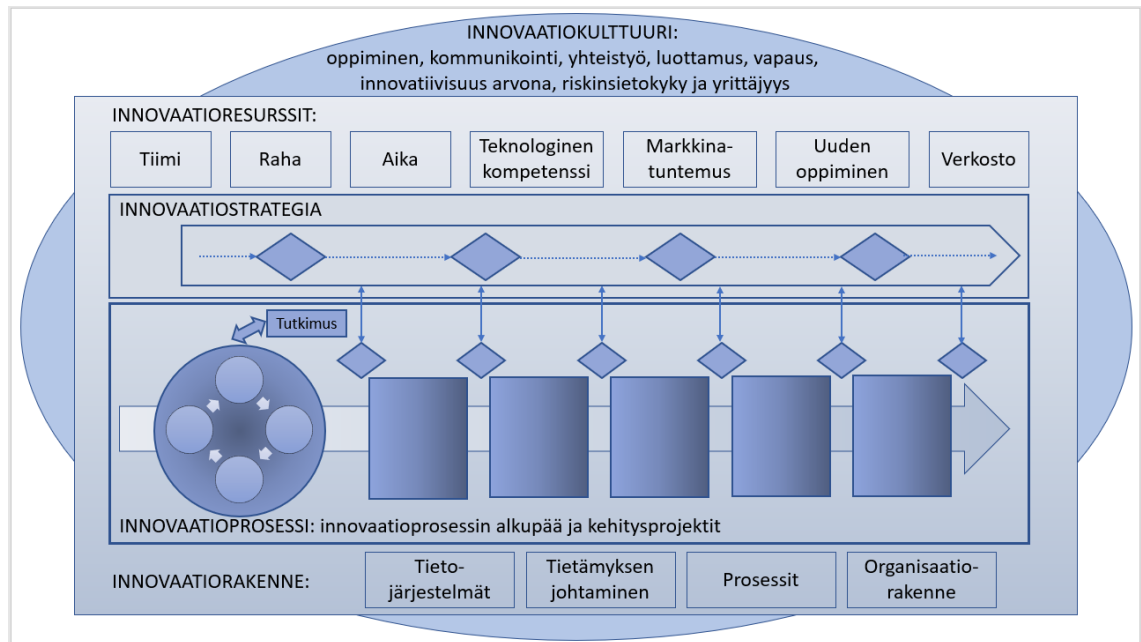 INNOVAATIOKULTTUURI:
oppiminen, kommunikointi, yhteistyö, luottamus, vapaus,
innovatiivisuus arvona, riskinsietokyky ja yrittäjyys
INNOVAATIORESURSSIT:
Tiimi
Raha
Aika
Teknologinen
kompetenssi
Markkina-
tuntemus
Uuden
oppiminen
Verkosto
INNOVAATIOSTRATEGIA
Tutkimus
INNOVAATIOPROSESSI: innovaatioprosessin alkupää ja kehitysprojektit
INNOVAATIORAKENNE:
Tieto-
järjestelmät
Tietämyksen
johtaminen
Prosessit
Organisaatio-
rakenne